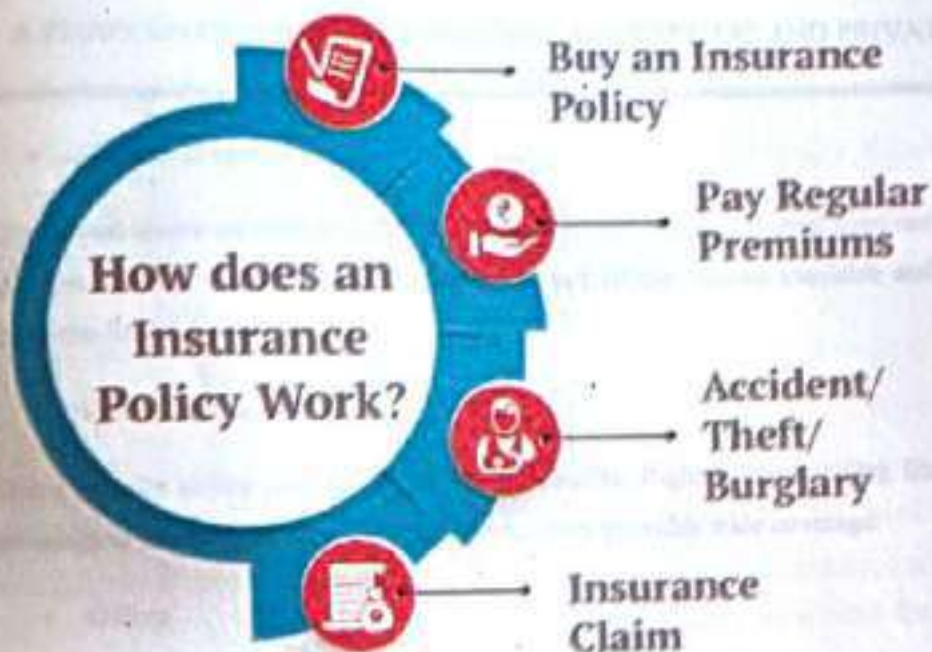 Buy an Insurance
Policy
Pay Regular
Premiums
How does an
Insurance
Policy Work?
Accident/
Theft/
Burglary
Insurance
Claim